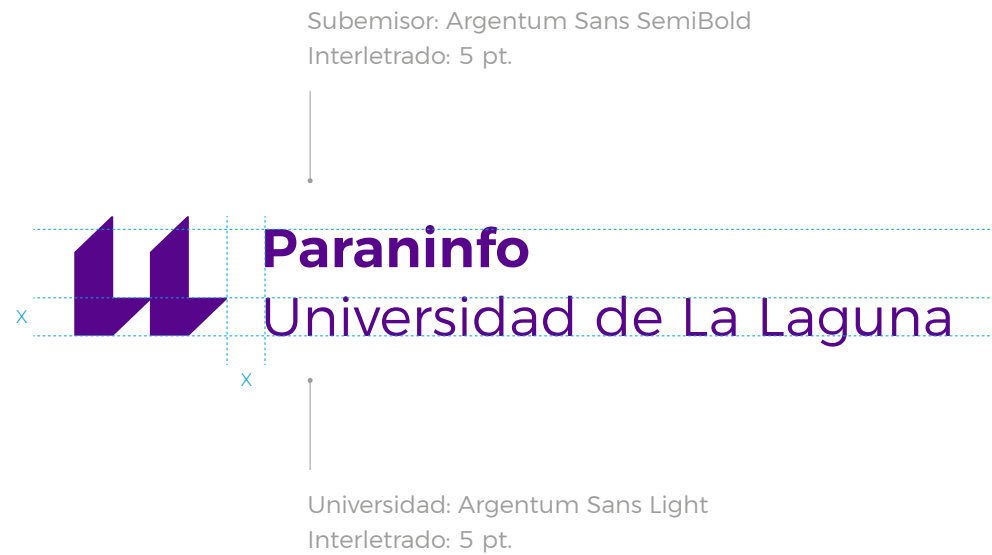 Subemisor: Argentum Sans SemiBold
Interletrado: 5 pt.
Paraninfo
Universidad de La Laguna
X
X
Universidad: Argentum Sans Light
Interletrado: 5 pt.